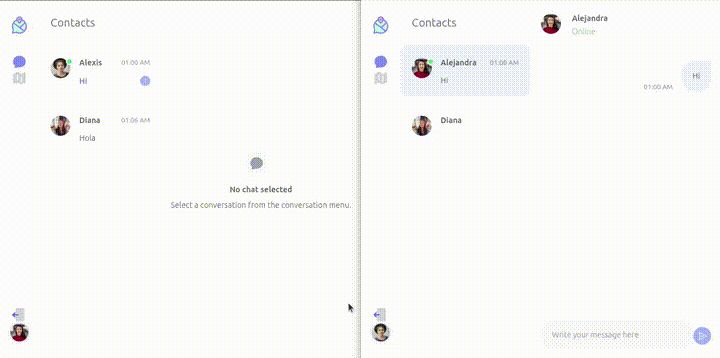 Contacts
Alexis
01:00 AM
Hi
Diana
01:06 AM
Hola
No chat selected
Select a conversation from the conversation menu.
Contacts
Alejandra
01:00 AM
Hi
Diana
Alejandra
Online
Hi
01:00 AM
Write your message here